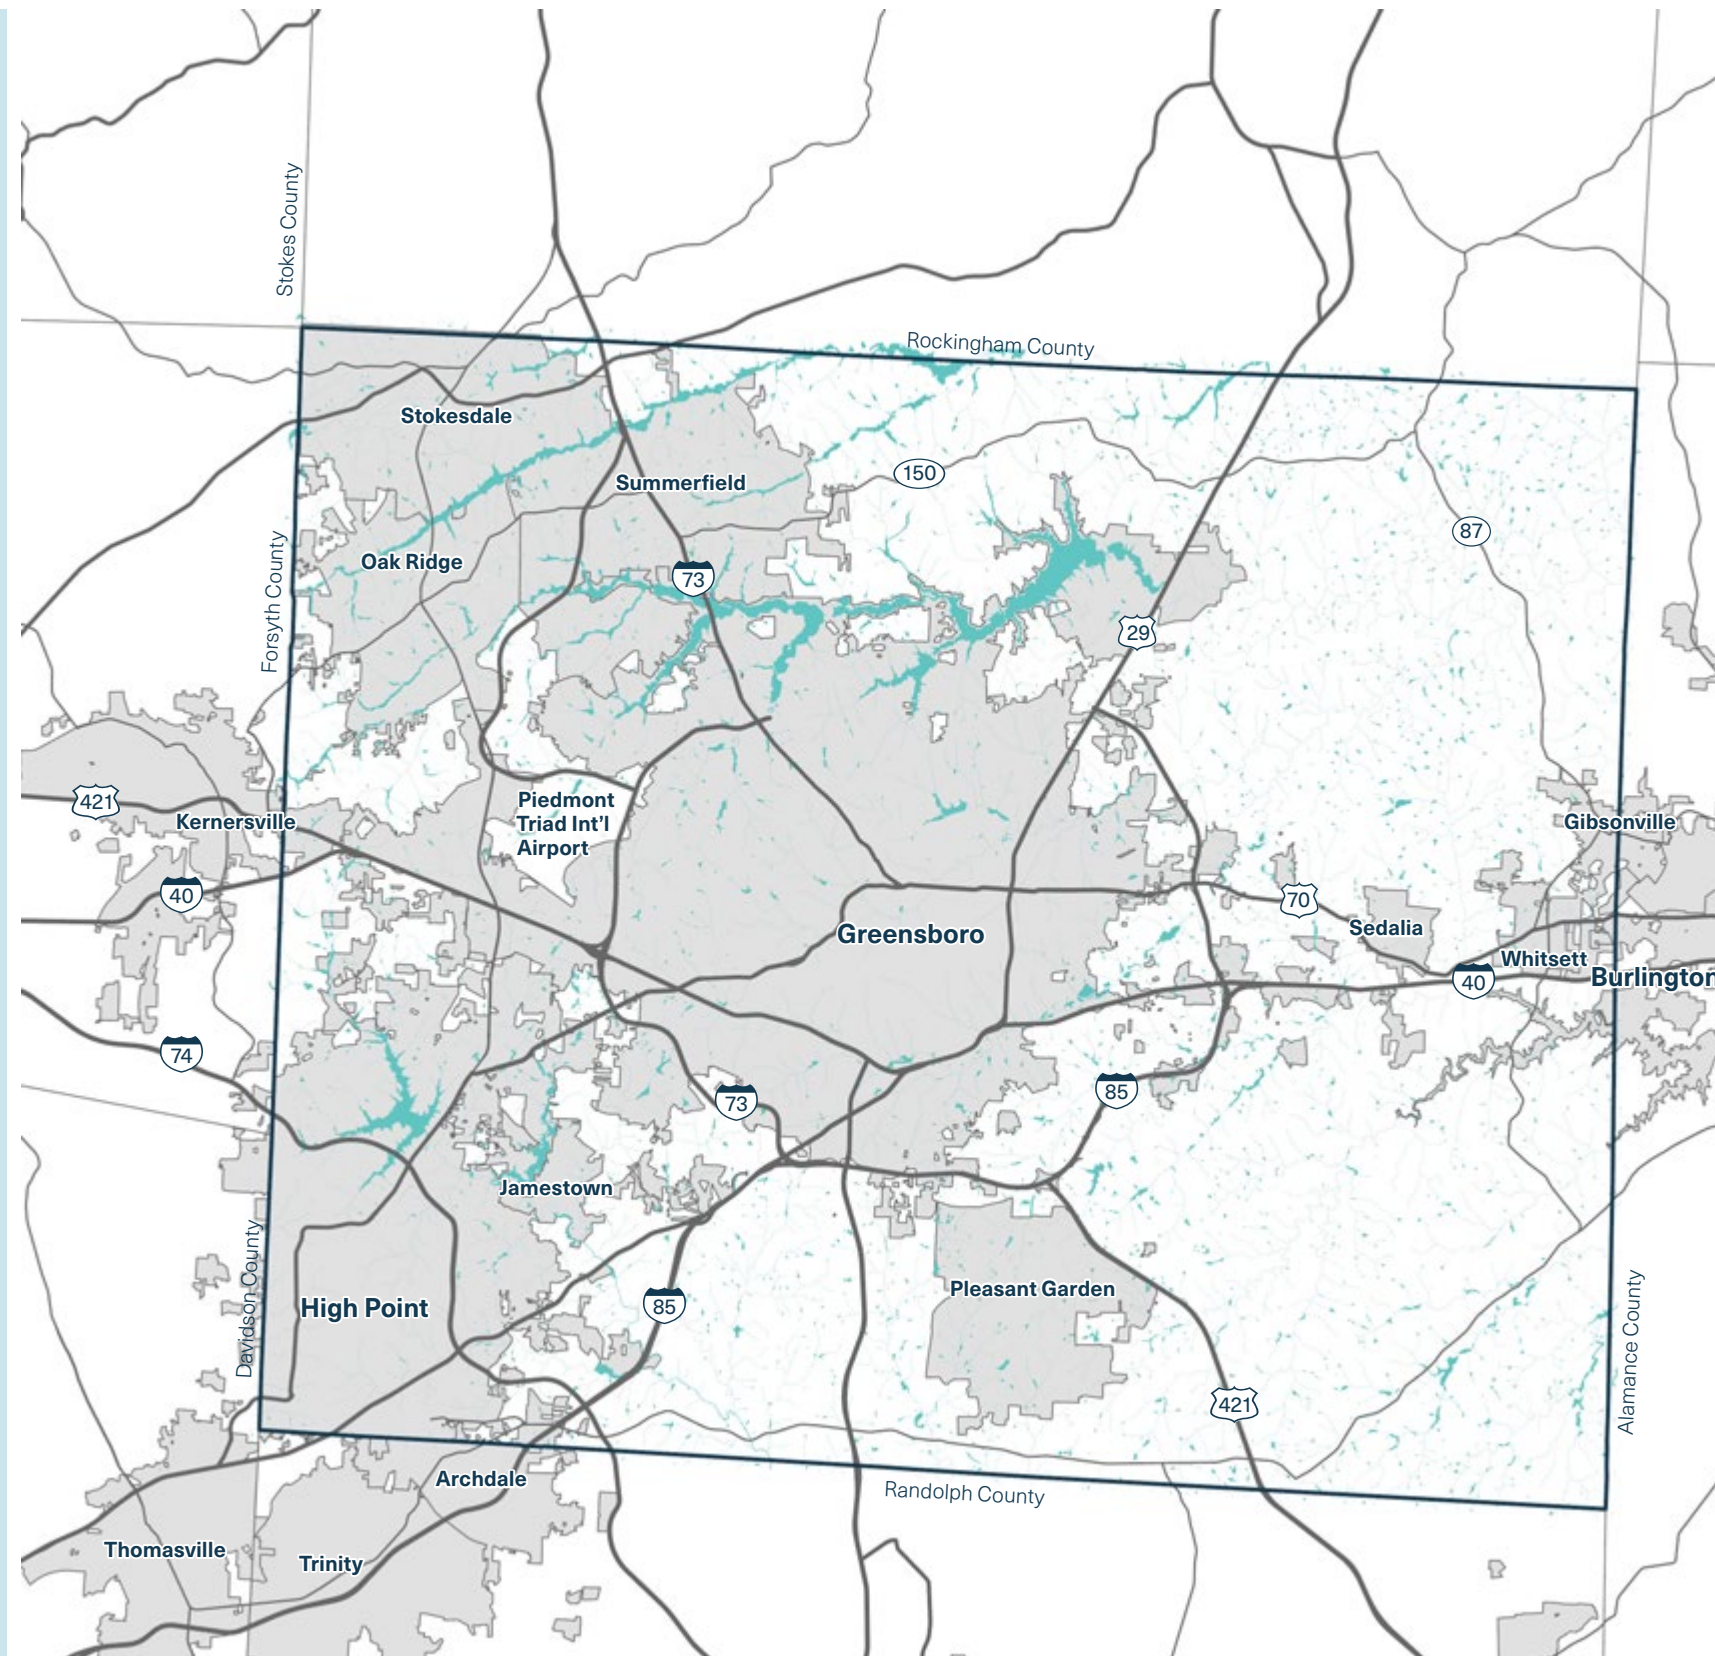 Stokes County
Rockingham County
Stokesdale
150
Summerfield
87
Forsyth County
Oak Ridge
73
29
421
Kernersville
Piedmont
Triad Int'l
Airport
Gibsonville
40
70
Greensboro
Sedalia
Whitsett
40
Burlington
74
73
85
Jamestown
Davidson County
High Point
85
Pleasant Garden
Alamance County
421
Archdale
Randolph County
Thomasville
Trinity